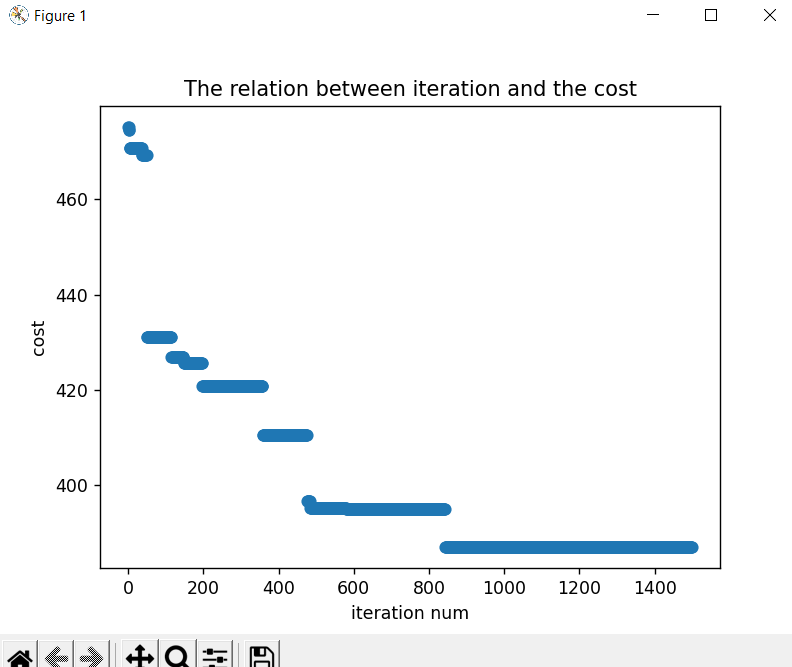 Figure 1
The relation between iteration and the cost
460
440
420
400
cost
0 200 400 600 800 1000 1200 1400
iteration num